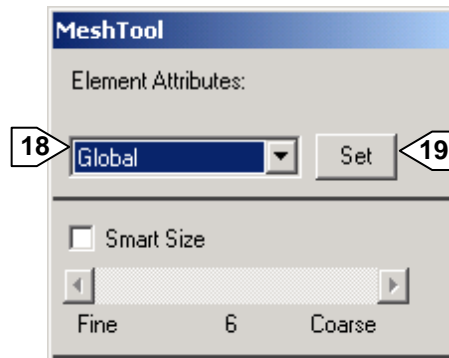 MeshTool
Element Attributes:
18 Global Set 19
Smart Size
Fine 6 Coarse